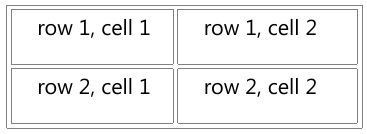 row 1, cell 1 row 1, cell 2
row 2, cell 1 row 2, cell 2